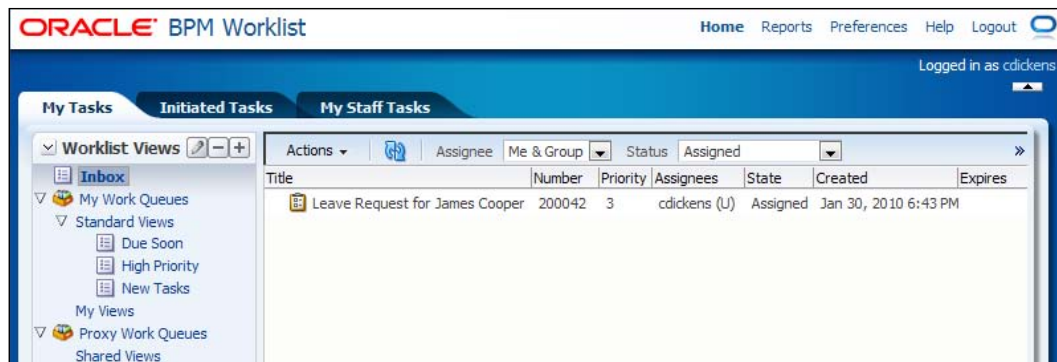 ORACLE BPM Worklist
Home Reports Preferences Help Logout
Logged in as cdickens
My Tasks Initiated Tasks My Staff Tasks
Worklist Views
Actions Assignee Me & Group Status Assigned »
Inbox
Title Number Priority Assignees State Created Expires
My Work Queues
Leave Request for James Cooper 200042 3 cdickens (U) Assigned Jan 30, 2010 6:43 PM
Standard Views
Due Soon
High Priority
New Tasks
My Views
Proxy Work Queues
Shared Views